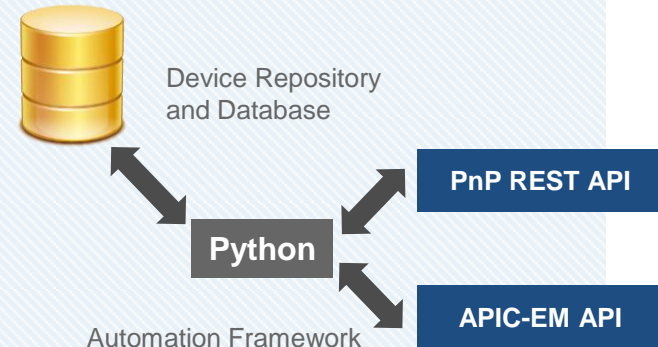 Device Repository
and Database
PnP REST API
Python
APIC-EM API
Automation Framework